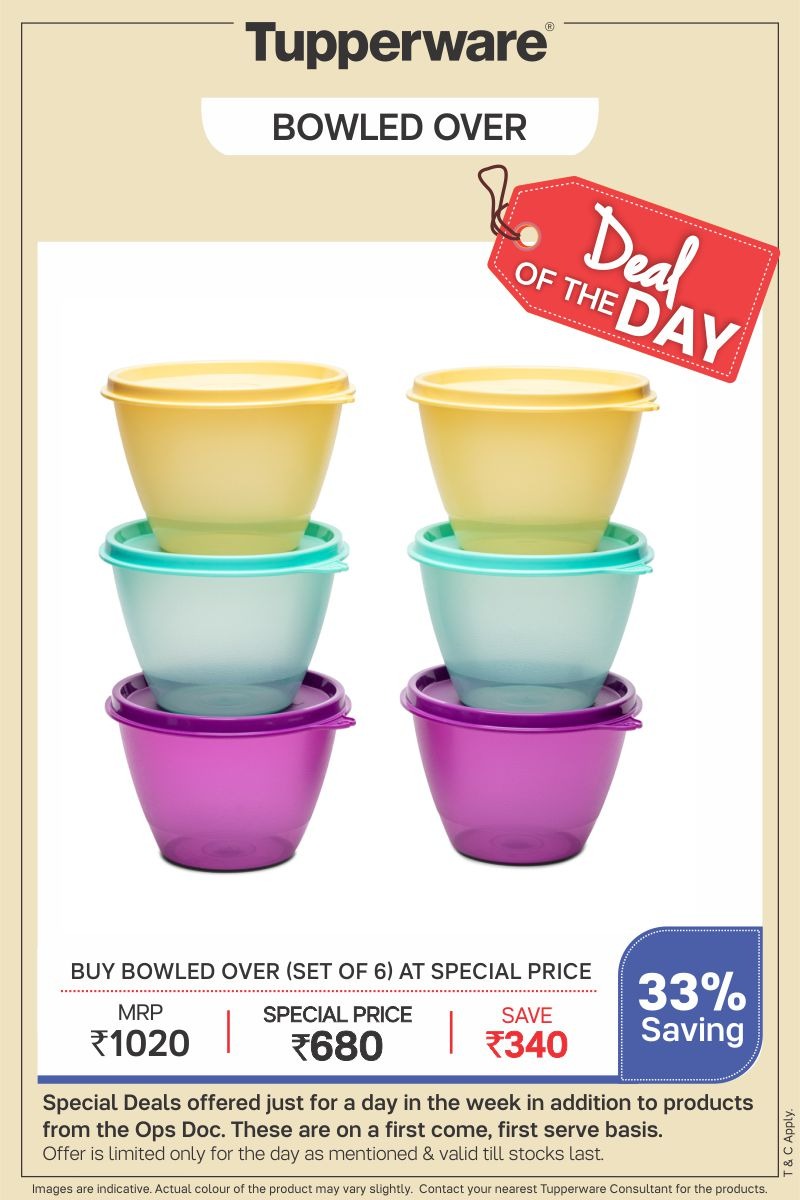 Tupperware®
BOWLED OVER
Deal
OF THE DAY
BUY BOWLED OVER (SET OF 6) AT SPECIAL PRICE
MRP
₹1020
SPECIAL PRICE
₹680
SAVE
₹340
33%
Saving
Special Deals offered just for a day in the week in addition to products
from the Ops Doc. These are on a first come, first serve basis.
Offer is limited only for the day as mentioned & valid till stocks last.
T & C Apply.
Images are indicative. Actual colour of the product may vary slightly. Contact your nearest Tupperware Consultant for the products.